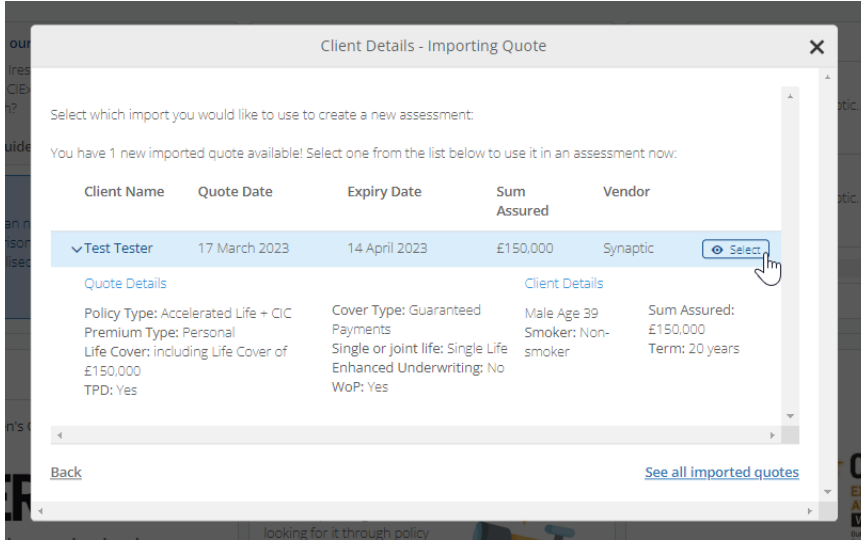 Client Details - Importing Quote
Select which import you would like to use to create a new assessment:
You have 1 new imported quote available! Select one from the list below to use it in an assessment now:
Client Name Quote Date Expiry Date Sum Assured Vendor
Test Tester 17 March 2023 14 April 2023 £150,000 Synaptic Select
Quote Details
Policy Type: Accelerated Life + CIC
Premium Type: Personal
Life Cover: including Life Cover of
£150,000
TPD: Yes
Cover Type: Guaranteed
Payments
Single or joint life: Single Life
Enhanced Underwriting: No
WoP: Yes
Client Details
Male Age 39
Smoker: Non-
smoker
Sum Assured:
£150,000
Term: 20 years
Back
See all imported quotes
looking for it through policy